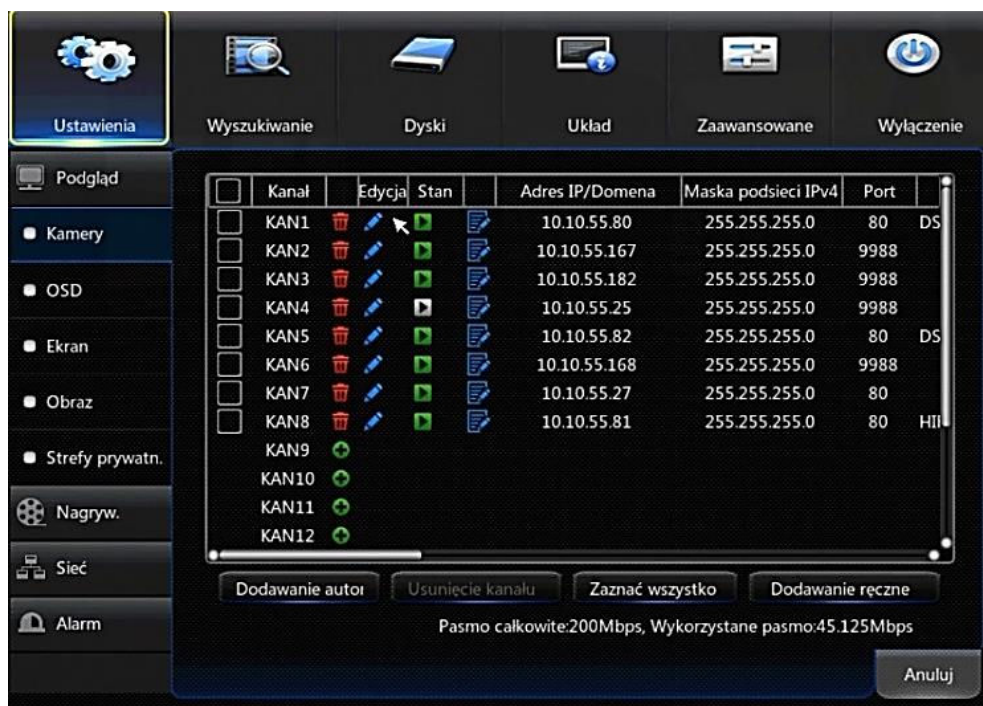 Ustawienia Wyszukiwanie Dyski Układ Zaawansowane Wyłączenie
Podgląd
Kamery
OSD
Ekran
Obraz
Strefy prywatn.
Nagryw.
Sieć
Alarm
Kanał Edycja Stan Adres IP/Domena Maska podsieci IPv4 Port
KAN1 10.10.55.80 255.255.255.0 80 DS
KAN2 10.10.55.167 255.255.255.0 9988
KAN3 10.10.55.182 255.255.255.0 9988
KAN4 10.10.55.25 255.255.255.0 9988
KAN5 10.10.55.82 255.255.255.0 80 DS
KAN6 10.10.55.168 255.255.255.0 9988
KAN7 10.10.55.27 255.255.255.0 80
KAN8 10.10.55.81 255.255.255.0 80
KAN9
KAN10
KAN11
KAN12
Dodawanie autor Usunięcie kanału Zaznać wszystko Dodawanie ręczne
Pasmo całkowite:200Mbps, Wykorzystane pasmo:45.125Mbps
Anuluj